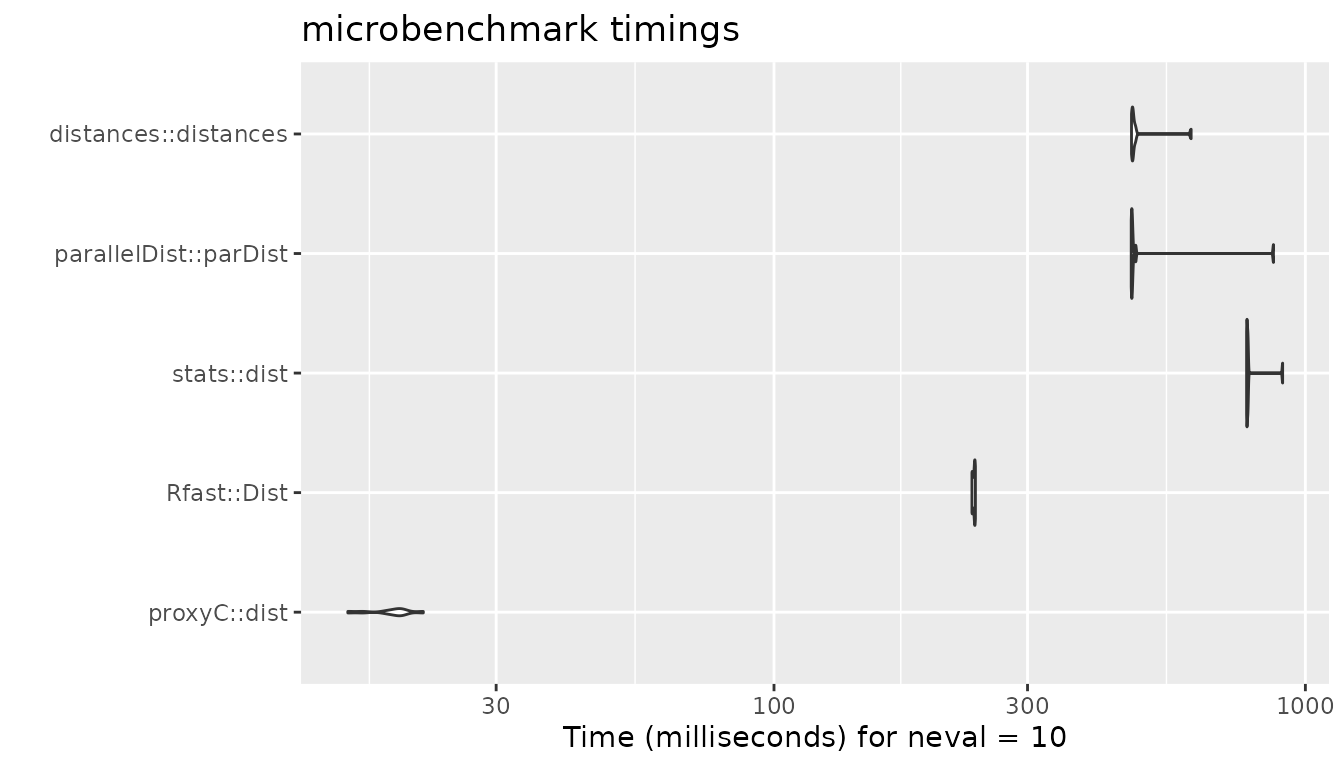 microbenchmark timings
distances::distances
parallelDist::parDist
stats::dist
Rfast::Dist
proxyC::dist
30 100 300 1000
Time (milliseconds) for neval = 10